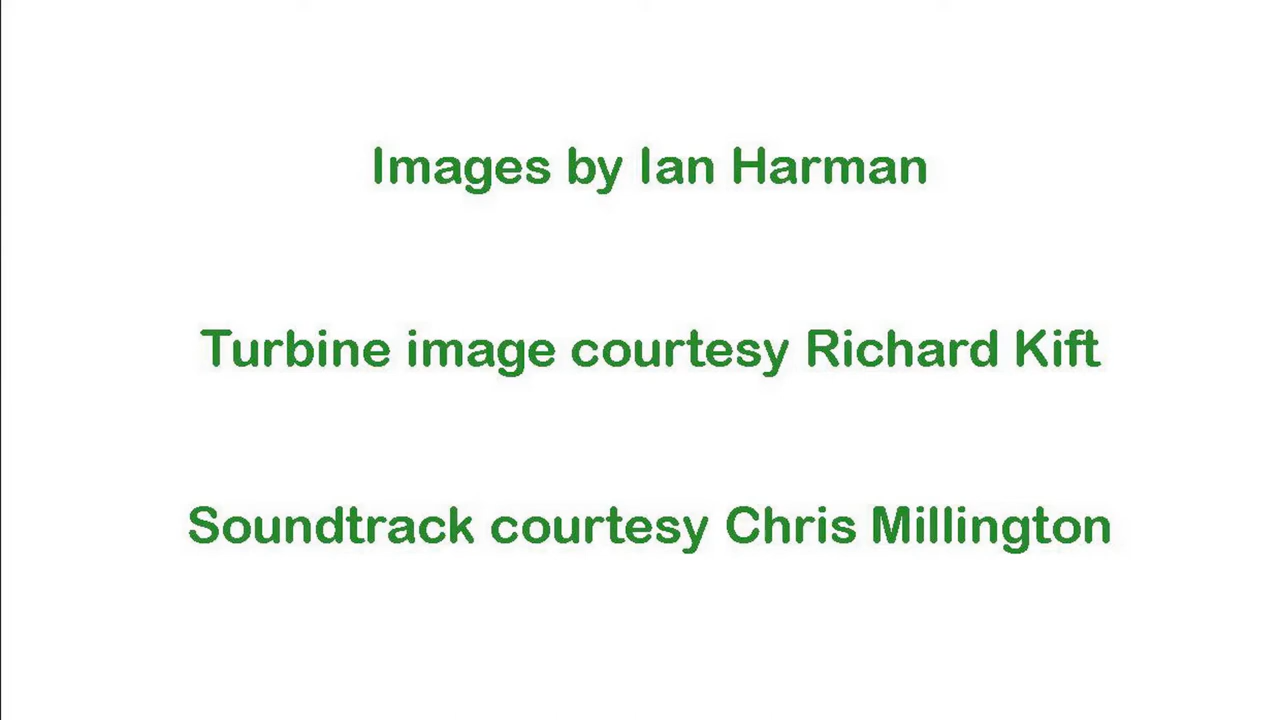 Images by Ian Harman
Turbine image courtesy Richard Kift
Soundtrack courtesy Chris Millington